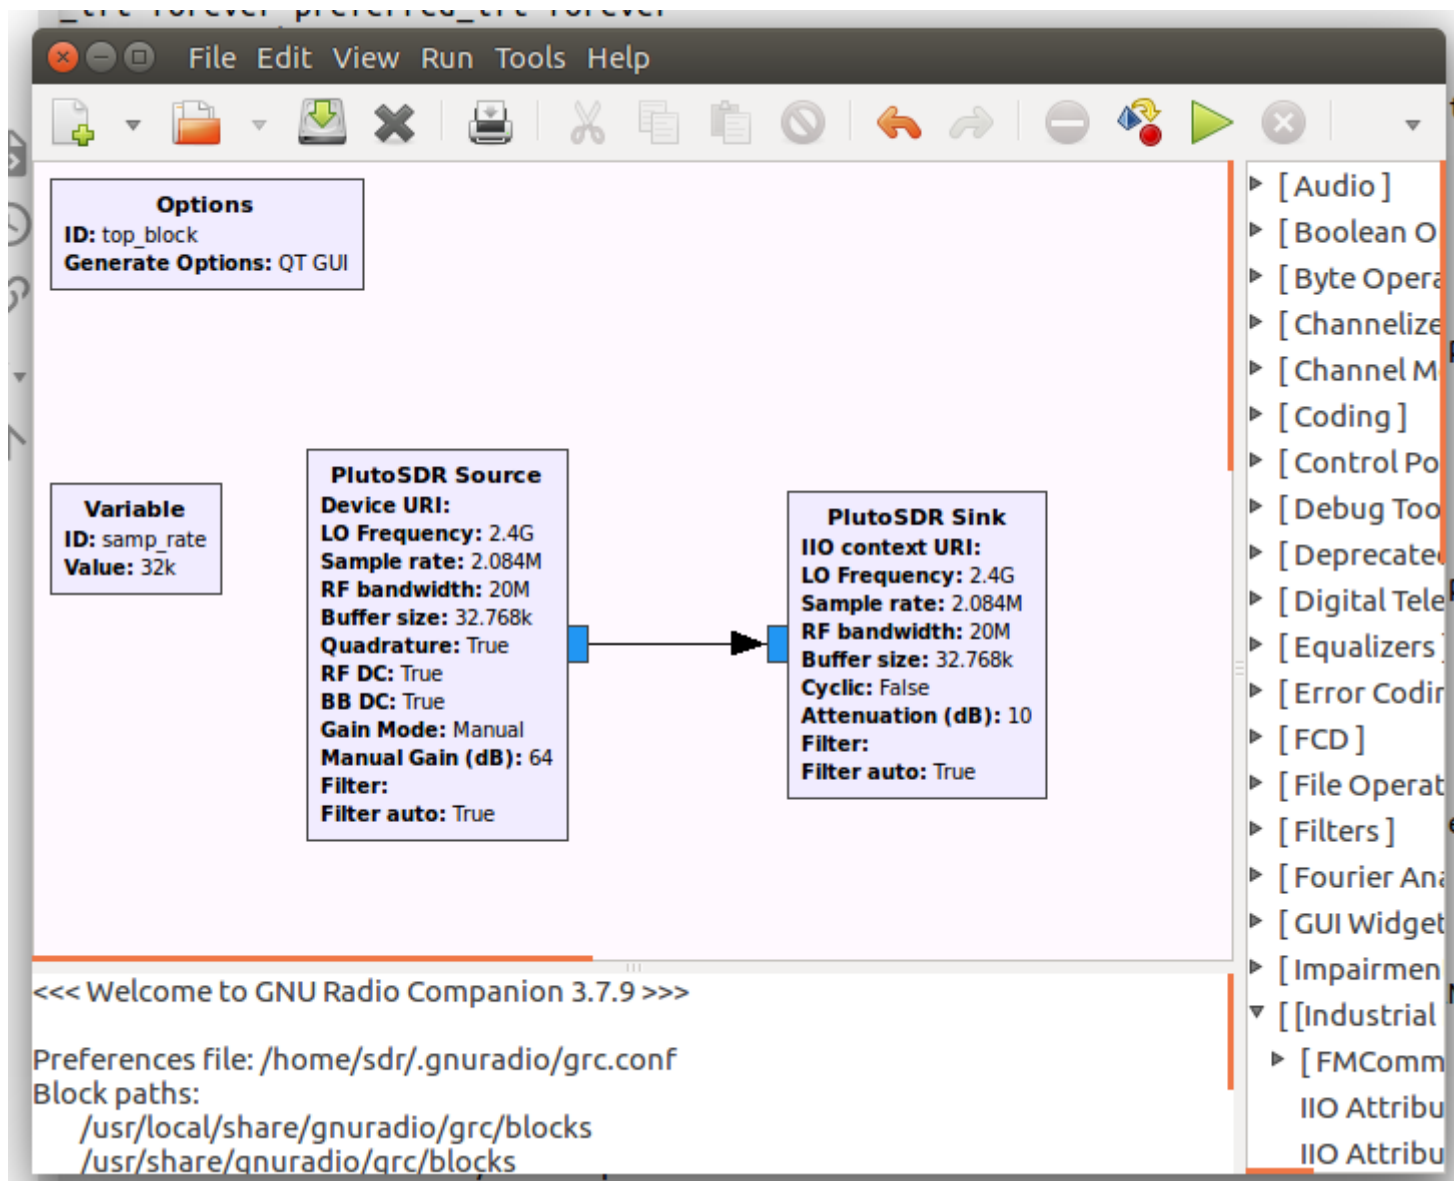 _lft forever preferred_lft forever
File Edit View Run Tools Help
Options
ID: top_block
Generate Options: QT GUI
Variable
ID: samp_rate
Value: 32k
PlutoSDR Source
Device URI:
LO Frequency: 2.4G
Sample rate: 2.084M
RF bandwidth: 20M
Buffer size: 32.768k
Quadrature: True
RF DC: True
BB DC: True
Gain Mode: Manual
Manual Gain (dB): 64
Filter:
Filter auto: True
PlutoSDR Sink
IIO context URI:
LO Frequency: 2.4G
Sample rate: 2.084M
RF bandwidth: 20M
Buffer size: 32.768k
Cyclic: False
Attenuation (dB): 10
Filter:
Filter auto: True
[ Audio ]
[ Boolean O
[ Byte Opera
[ Channelize
[ Channel M
[ Coding ]
[ Control Po
[ Debug Too
[ Deprecate
[ Digital Tele
[ Equalizers ]
[ Error Codin
[ FCD ]
[ File Operat
[ Filters ]
[ Fourier Ana
[ GUI Widget
[ Impairmen
[ [Industrial
[ FMComm
IIO Attribu
IIO Attribu
<<< Welcome to GNU Radio Companion 3.7.9 >>>
Preferences file: /home/sdr/.gnuradio/grc.conf
Block paths:
/usr/local/share/gnuradio/grc/blocks
/usr/share/gnuradio/grc/blocks